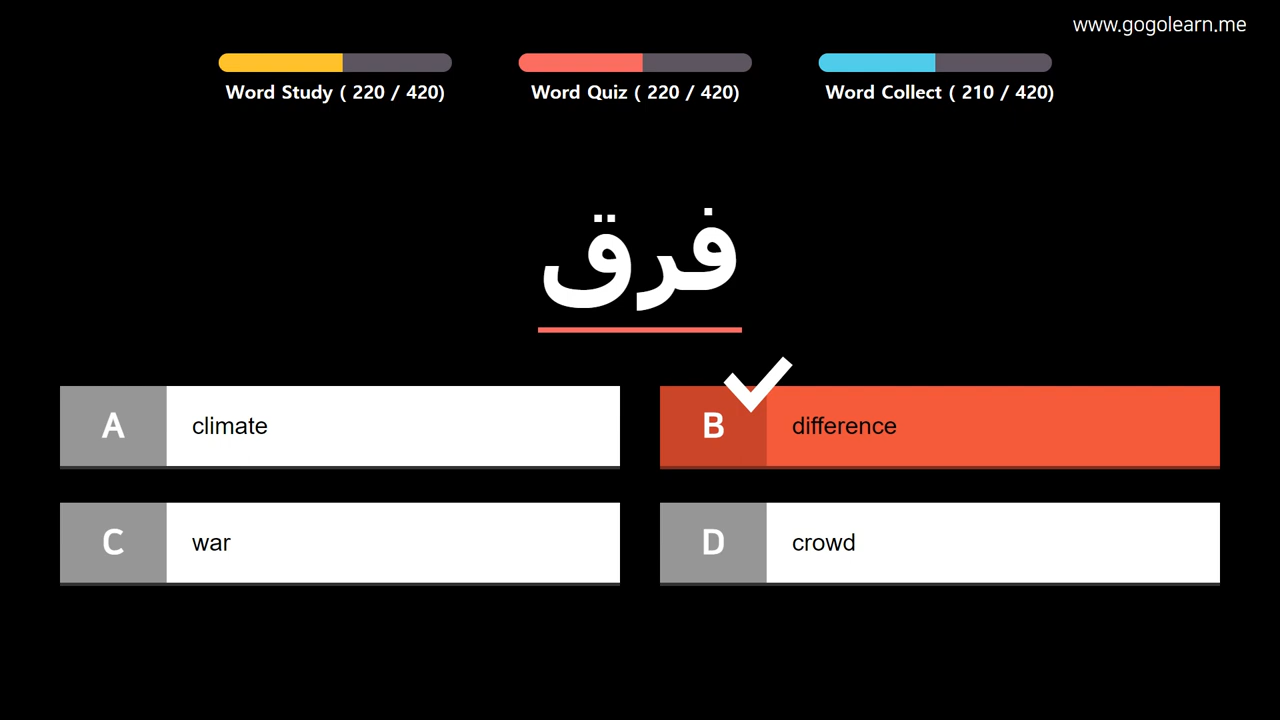 www.gogolearn.me
Word Study ( 220 / 420)
Word Quiz ( 220 / 420)
Word Collect ( 210 / 420)
فرق
A climate
B difference
C war
D crowd